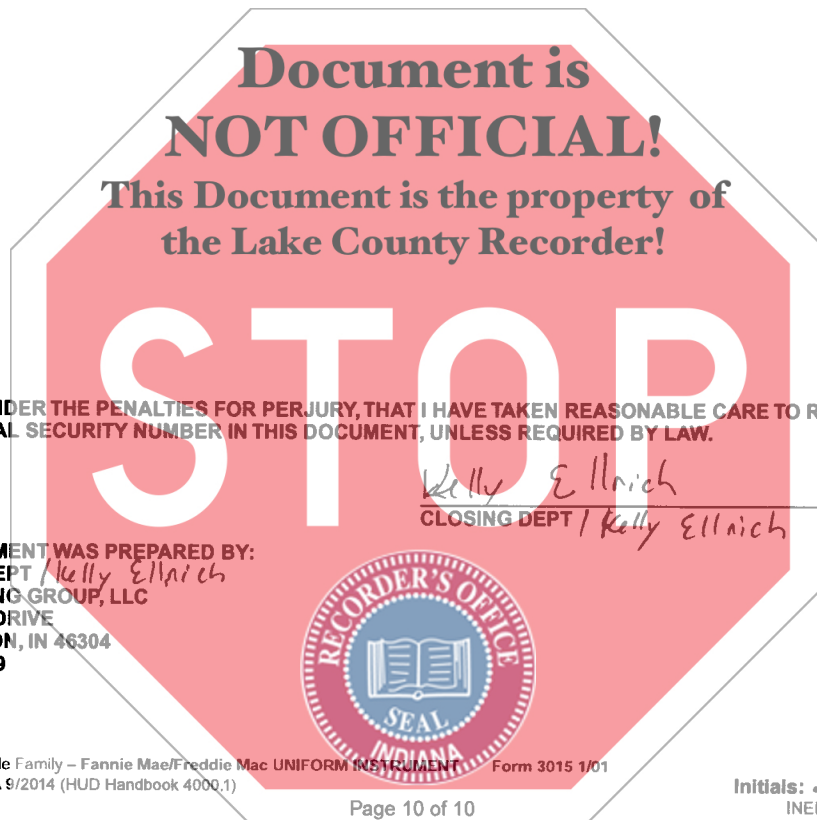 Document is
NOT OFFICIAL!
This Document is the property of
the Lake County Recorder!
STOP
DER THE PENALTIES FOR PERJURY, THAT I HAVE TAKEN REASONABLE CARE TO R
AL SECURITY NUMBER IN THIS DOCUMENT, UNLESS REQUIRED BY LAW.
Kelly Ellrich
CLOSING DEPT / Kelly Ellrich
MENT WAS PREPARED BY:
EPT / Kelly Ellrich
NG GROUP, LLC
DRIVE
ON, IN 46304
9
RECORDER'S OFFICE
SEAL
INDIANA
le Family – Fannie Mae/Freddie Mac UNIFORM INSTRUMENT Form 3015 1/01
9/2014 (HUD Handbook 4000.1)
Initials:
Page 10 of 10
INE